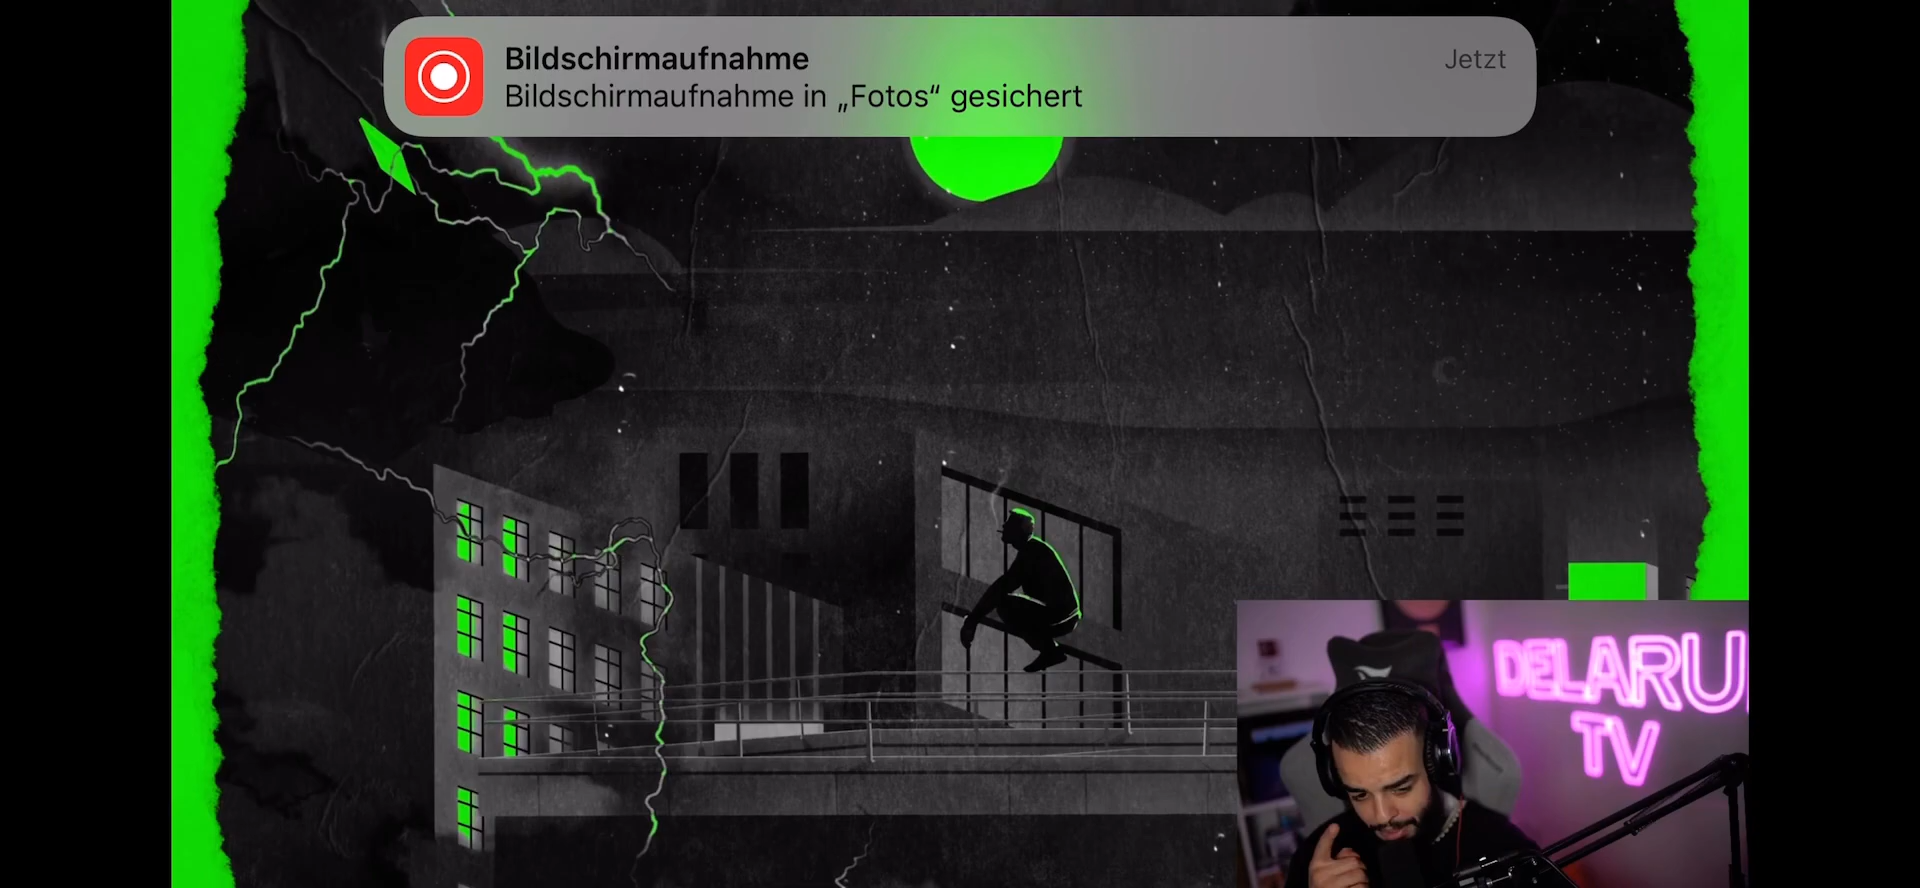 Bildschirmaufnahme
Jetzt
Bildschirmaufnahme in „Fotos“ gesichert
DELARU
TV